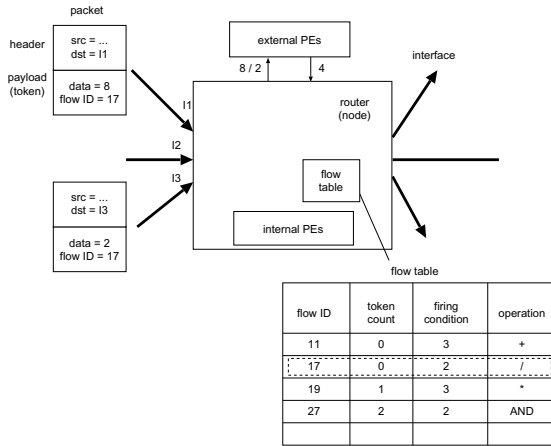 packet
header
src = ...
dst = I1
payload
(token)
data = 8
flow ID = 17
external PEs
8 / 2
4
interface
I1
router
(node)
I2
I3
flow
table
src = ...
dst = I3
data = 2
flow ID = 17
internal PEs
flow table
flow ID token count firing condition operation
11 0 3 +
17 0 2 /
19 1 3 *
27 2 2 AND